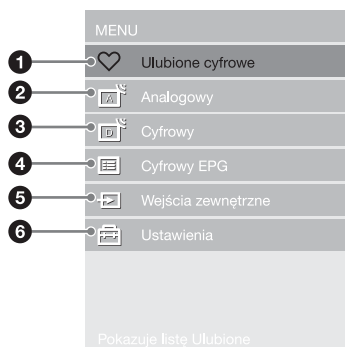 MENU
1 Ulubione cyfrowe
2 A Analogowy
3 D Cyfrowy
4 Cyfrowy EPG
5 Wejścia zewnętrzne
6 Ustawienia
Pokazuje listę Ulubione